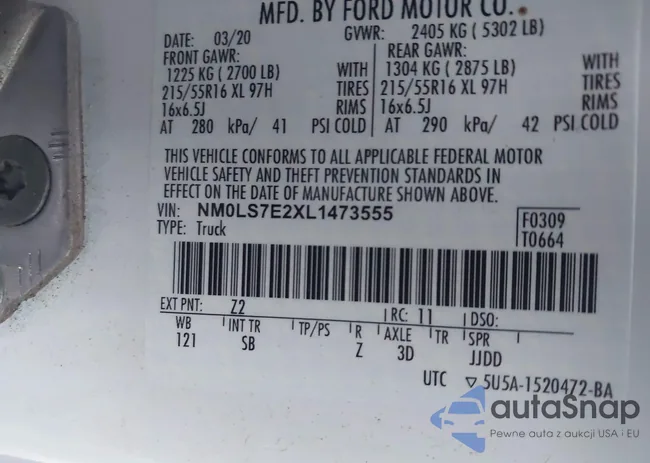 MFD. BY FORD MOTOR CO.
DATE: 03/20 GVWR: 2405 KG ( 5302 LB)
FRONT GAWR: REAR GAWR:
1225 KG ( 2700 LB) WITH 1304 KG ( 2875 LB) WITH
215/55R16 XL 97H TIRES 215/55R16 XL 97H TIRES
16x6.5J RIMS 16x6.5J RIMS
AT 280 kPa/ 41 PSI COLD AT 290 kPa/ 42 PSI COLD
THIS VEHICLE CONFORMS TO ALL APPLICABLE FEDERAL MOTOR
VEHICLE SAFETY AND THEFT PREVENTION STANDARDS IN
EFFECT ON THE DATE OF MANUFACTURE SHOWN ABOVE.
VIN: NM0LS7E2XL1473555 F0309
TYPE: Truck T0664
EXT PNT: Z2 RC: 11 DSO:
WB INT TR TP/PS R AXLE TR SPR
121 SB Z 3D JJDD
UTC ▽ 5U5A-1520472-BA
autaSnap
Pewne auta z aukcji USA i EU